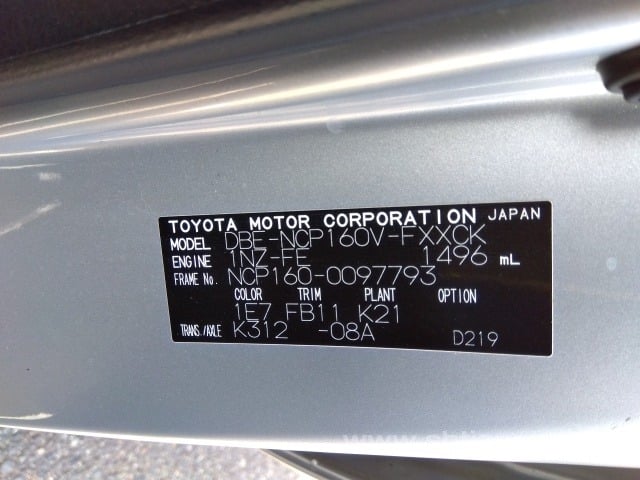 TOYOTA MOTOR CORPORATION JAPAN
MODEL DBE-NCP160V-FXXCK
ENGINE 1NZ-FE 1496 mL
FRAME No. NCP160-0097793
COLOR TRIM PLANT OPTION
1E7 FB11 K21
TRANS./AXLE K312 -08A D219